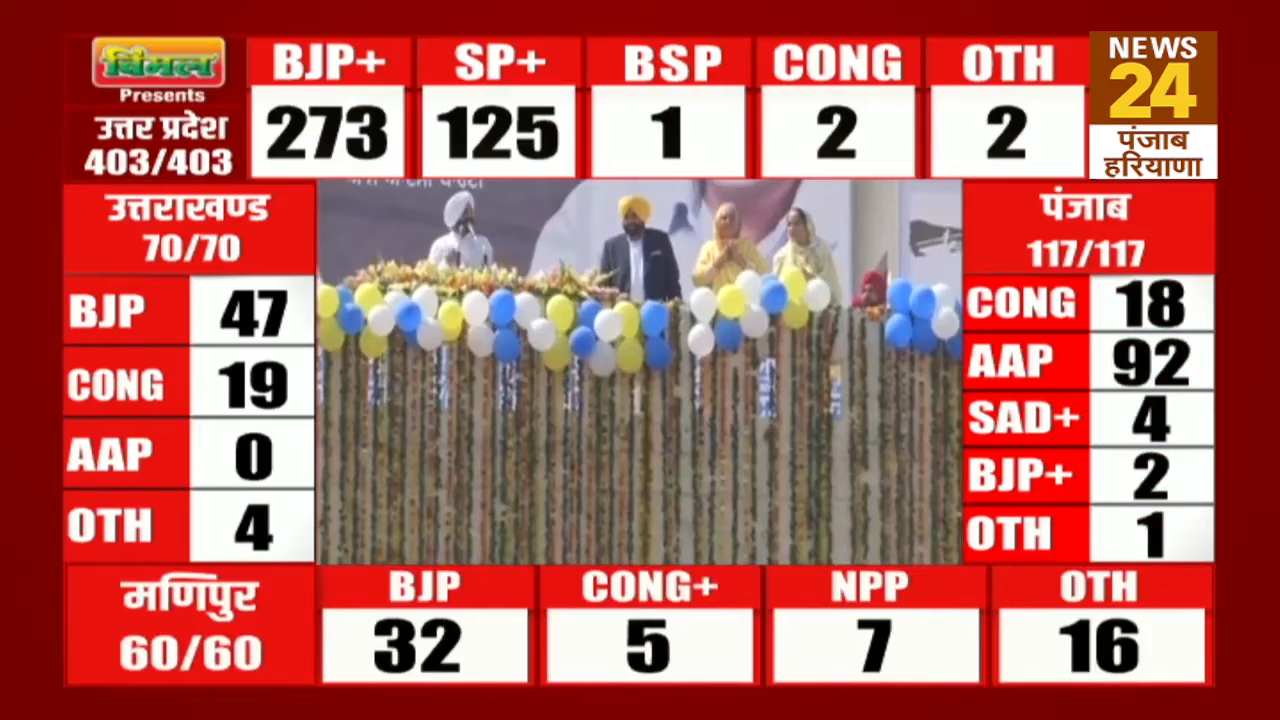 विमल
Presents
उत्तर प्रदेश
403/403
BJP+
273
SP+
125
BSP
1
CONG
2
OTH
2
NEWS
24
पंजाब
हरियाणा
उत्तराखण्ड
70/70
BJP 47
CONG 19
AAP 0
OTH 4
पंजाब
117/117
CONG 18
AAP 92
SAD+ 4
BJP+ 2
OTH 1
मणिपुर
60/60
BJP
32
CONG+
5
NPP
7
OTH
16